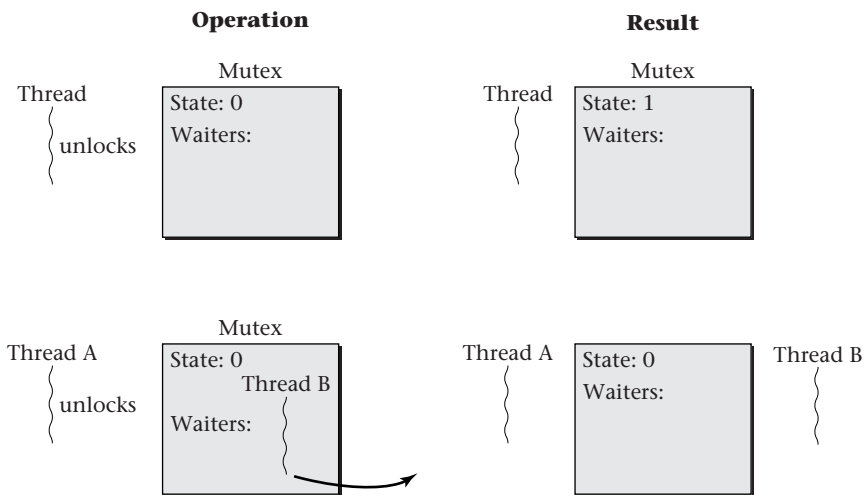 Operation
Result
Mutex
Mutex
Thread
State: 0
Thread
State: 1
Waiters:
Waiters:
unlocks
Mutex
Thread A
State: 0
Thread A
State: 0
Thread B
Thread B
Waiters:
unlocks
Waiters: